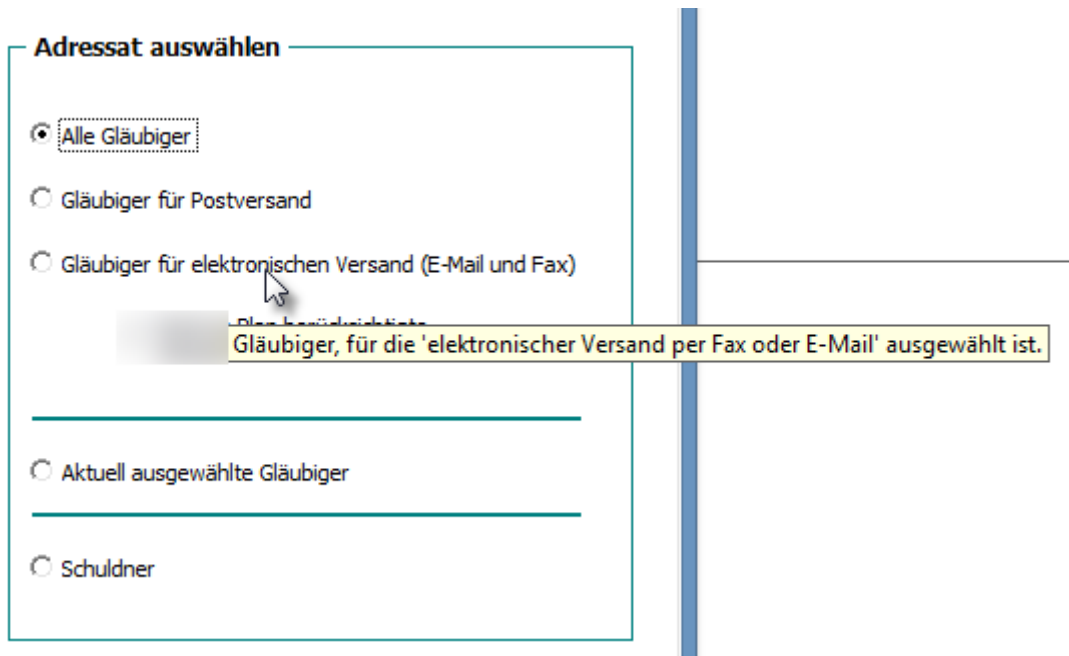 Adressat auswählen
Alle Gläubiger
Gläubiger für Postversand
Gläubiger für elektronischen Versand (E-Mail und Fax)
Gläubiger, für die 'elektronischer Versand per Fax oder E-Mail' ausgewählt ist.
Aktuell ausgewählte Gläubiger
Schuldner